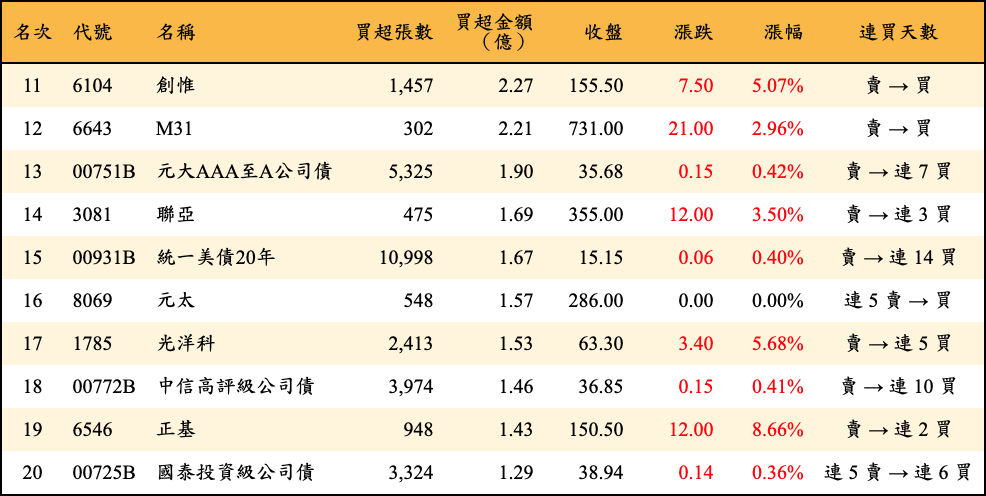 名次 代號 名稱 買超張數 買超金額（億） 收盤 漲跌 漲幅 連買天數
11 6104 創惟 1,457 2.27 155.50 7.50 5.07% 賣 → 買
12 6643 M31 302 2.21 731.00 21.00 2.96% 賣 → 買
13 00751B 元大AAA至A公司債 5,325 1.90 35.68 0.15 0.42% 賣 → 連 7 買
14 3081 聯亞 475 1.69 355.00 12.00 3.50% 賣 → 連 3 買
15 00931B 統一美債20年 10,998 1.67 15.15 0.06 0.40% 賣 → 連 14 買
16 8069 元太 548 1.57 286.00 0.00 0.00% 連 5 賣 → 買
17 1785 光洋科 2,413 1.53 63.30 3.40 5.68% 賣 → 連 5 買
18 00772B 中信高評級公司債 3,974 1.46 36.85 0.15 0.41% 賣 → 連 10 買
19 6546 正基 948 1.43 150.50 12.00 8.66% 賣 → 連 2 買
20 00725B 國泰投資級公司債 3,324 1.29 38.94 0.14 0.36% 連 5 賣 → 連 6 買